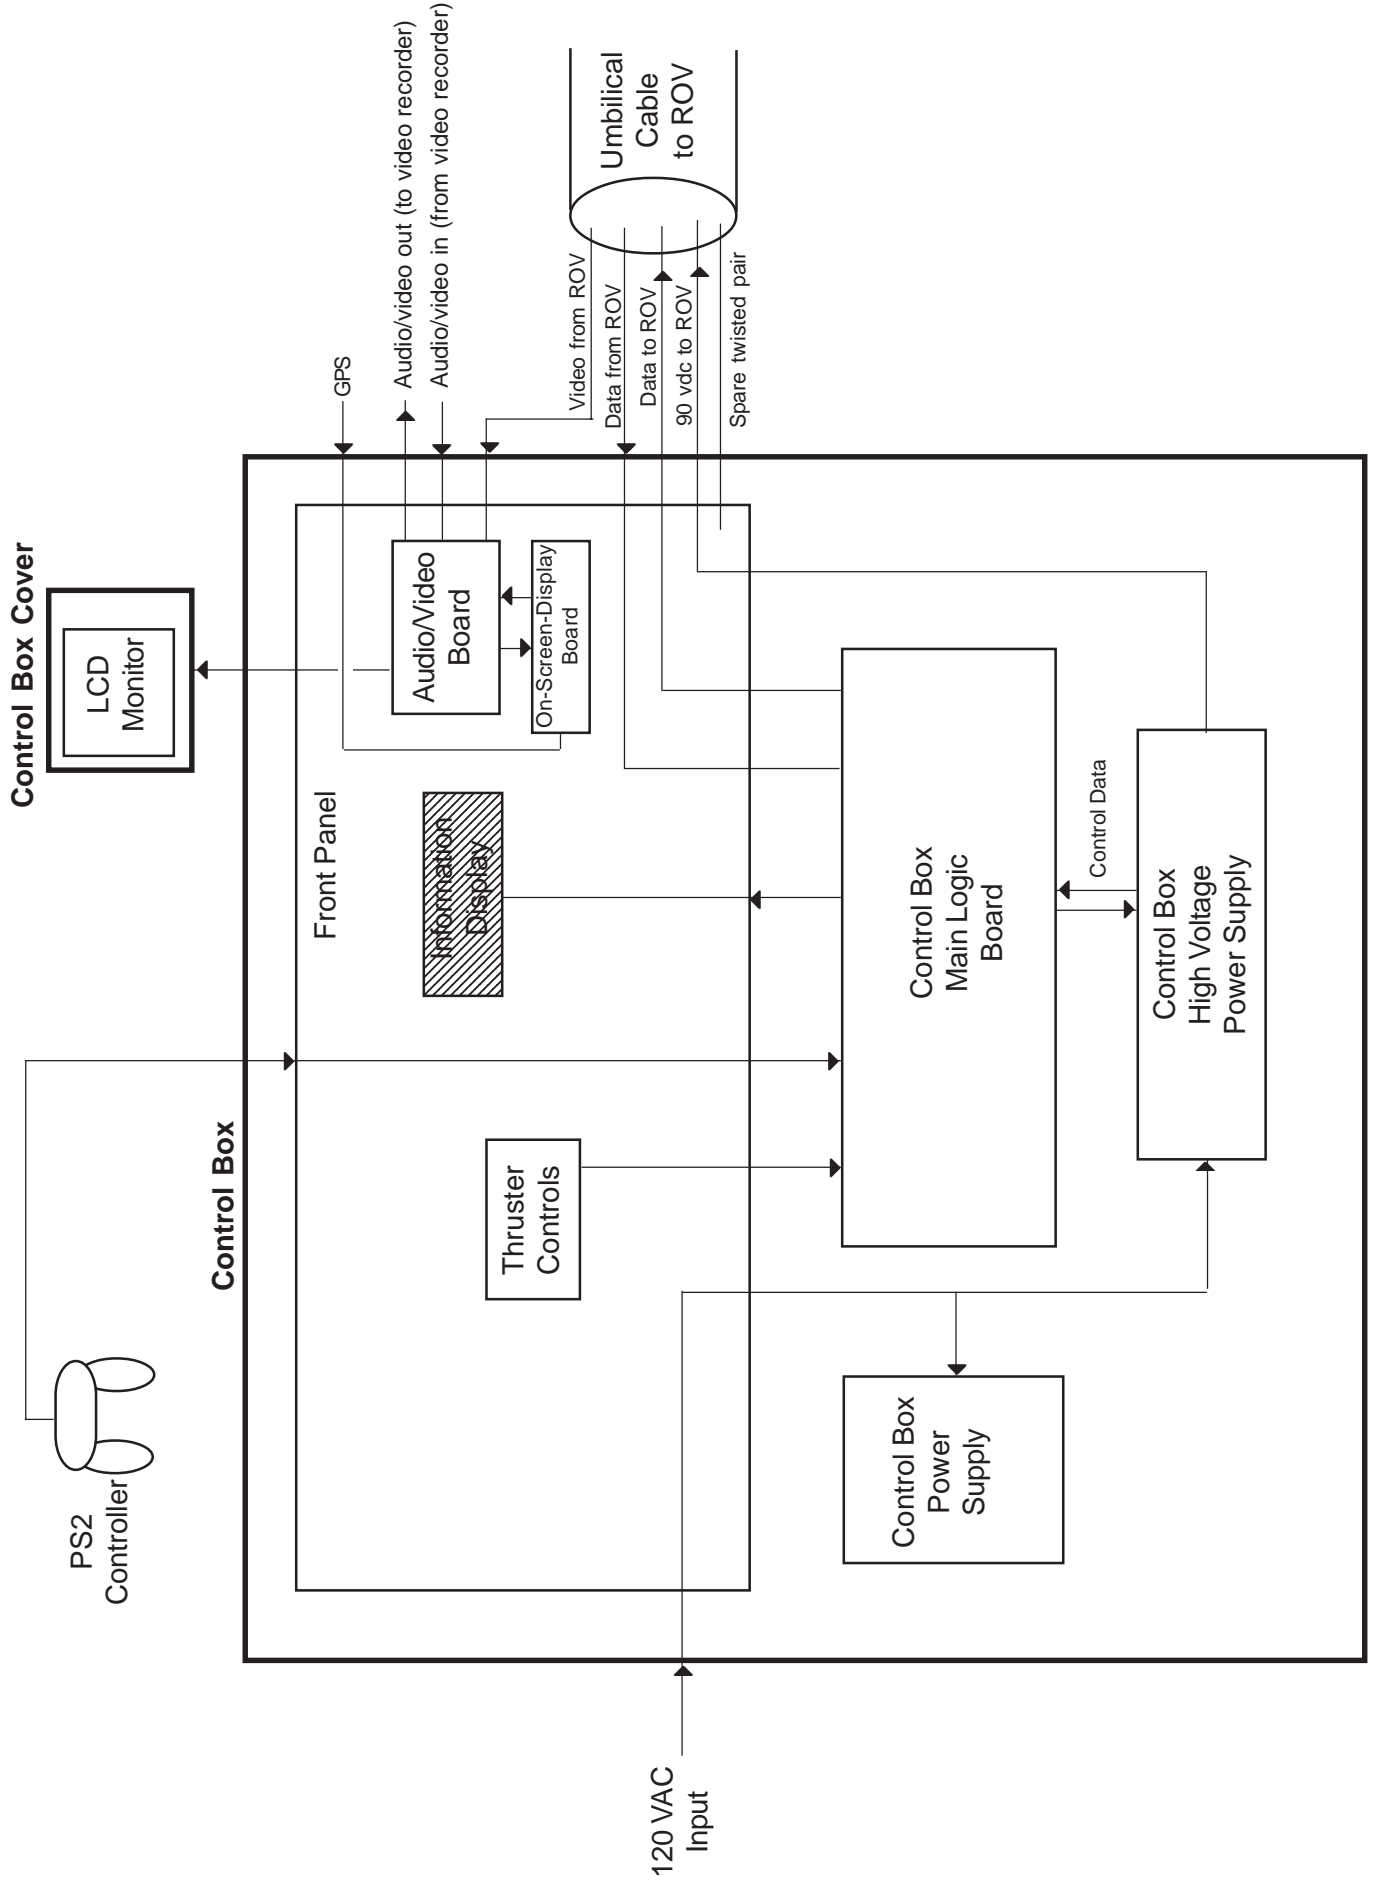 Control Box Cover
LCD
Monitor
PS2
Controller
Control Box
GPS
Audio/video out (to video recorder)
Audio/video in (from video recorder)
Umbilical
Cable
to ROV
Video from ROV
Data from ROV
Data to ROV
90 vdc to ROV
Spare twisted pair
Front Panel
Information
Display
Audio/Video
Board
On-Screen-Display
Board
Thruster
Controls
120 VAC
Input
Control Box
Main Logic
Board
Control Data
Control Box
Power
Supply
Control Box
High Voltage
Power Supply